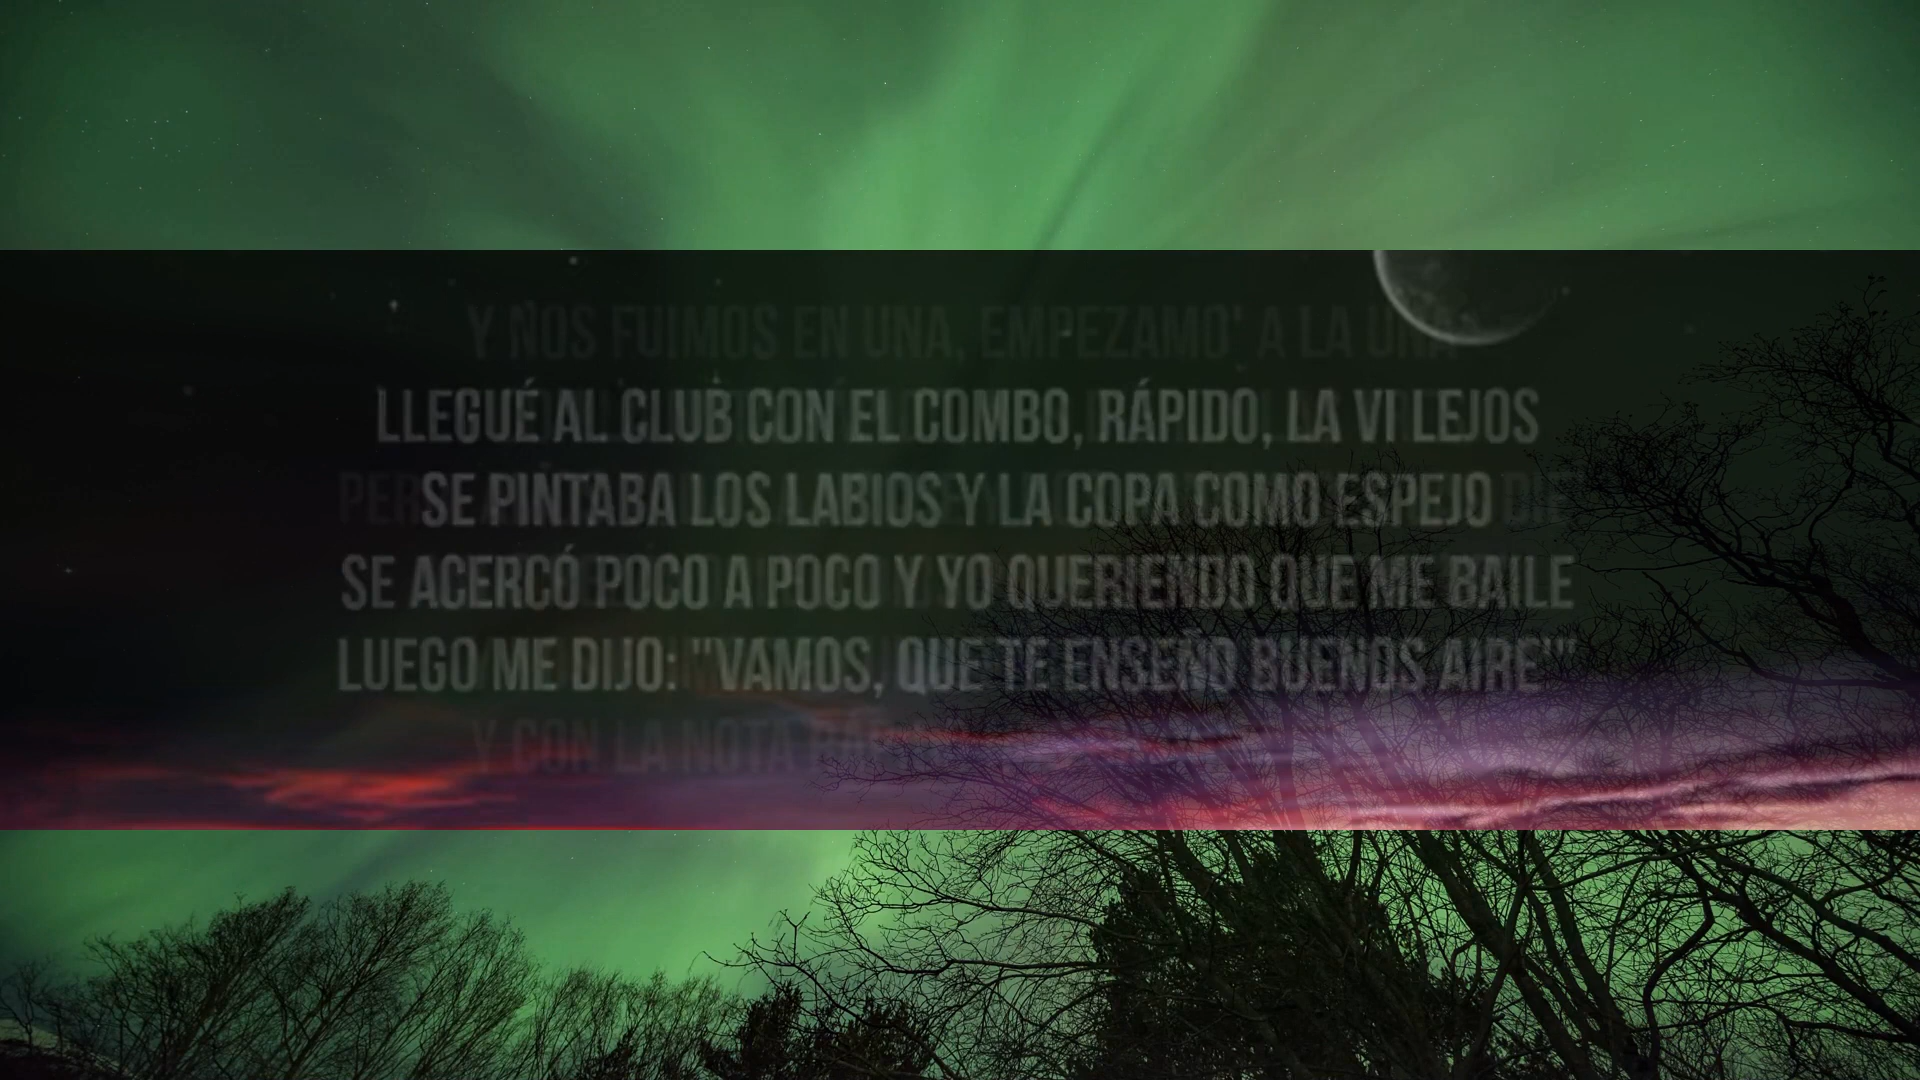 Y NOS FUIMOS EN UNA, EMPEZAMO' A LA UNA
LLEGUÉ AL CLUB CON EL COMBO, RÁPIDO, LA VI LEJOS
SE PINTABA LOS LABIOS Y LA COPA COMO ESPEJO
SE ACERCÓ POCO A POCO Y YO QUERIENDO QUE ME BAILE
LUEGO ME DIJO: "VAMOS, QUE TE ENSEÑO BUENOS AIRE'"
Y CON LA NOTA